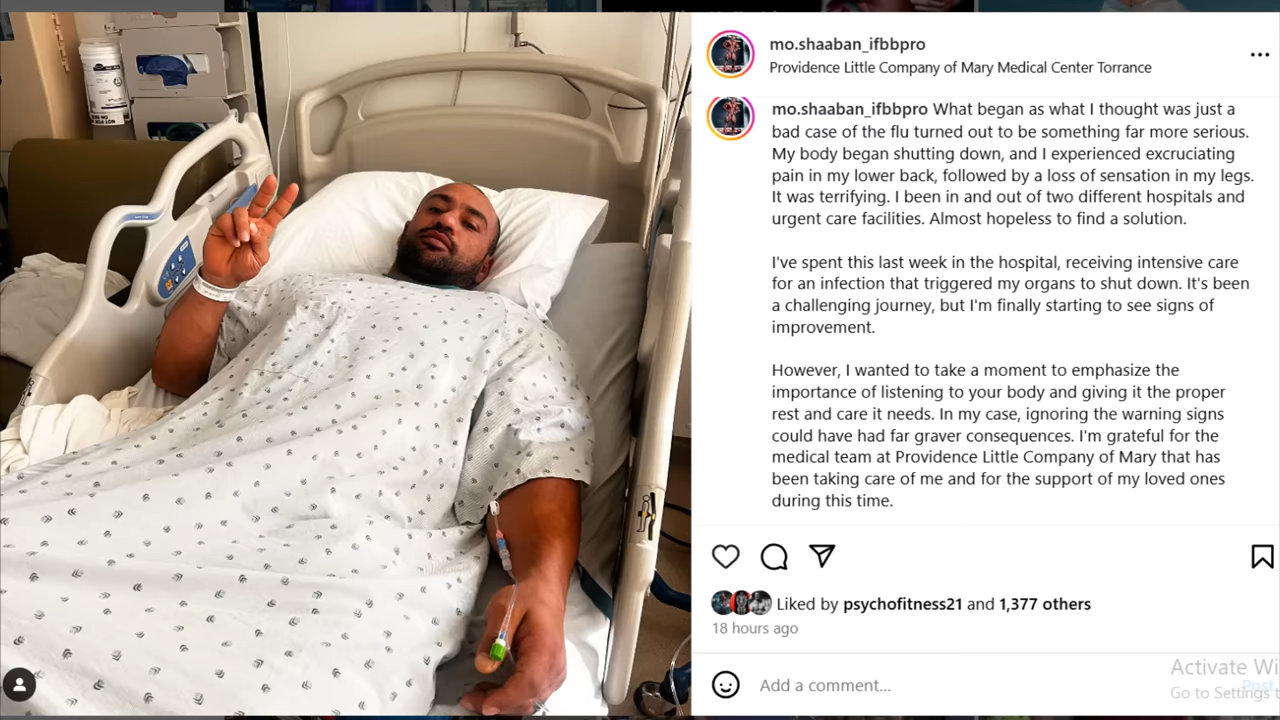 mo.shaaban_ifbbpro
Providence Little Company of Mary Medical Center Torrance
mo.shaaban_ifbbpro What began as what I thought was just a
bad case of the flu turned out to be something far more serious.
My body began shutting down, and I experienced excruciating
pain in my lower back, followed by a loss of sensation in my legs.
It was terrifying. I been in and out of two different hospitals and
urgent care facilities. Almost hopeless to find a solution.
I've spent this last week in the hospital, receiving intensive care
for an infection that triggered my organs to shut down. It's been
a challenging journey, but I'm finally starting to see signs of
improvement.
However, I wanted to take a moment to emphasize the
importance of listening to your body and giving it the proper
rest and care it needs. In my case, ignoring the warning signs
could have had far graver consequences. I'm grateful for the
medical team at Providence Little Company of Mary that has
been taking care of me and for the support of my loved ones
during this time.
Liked by psychofitness21 and 1,377 others
18 hours ago
Add a comment...
Post
Activate Wi
Go to Settings t